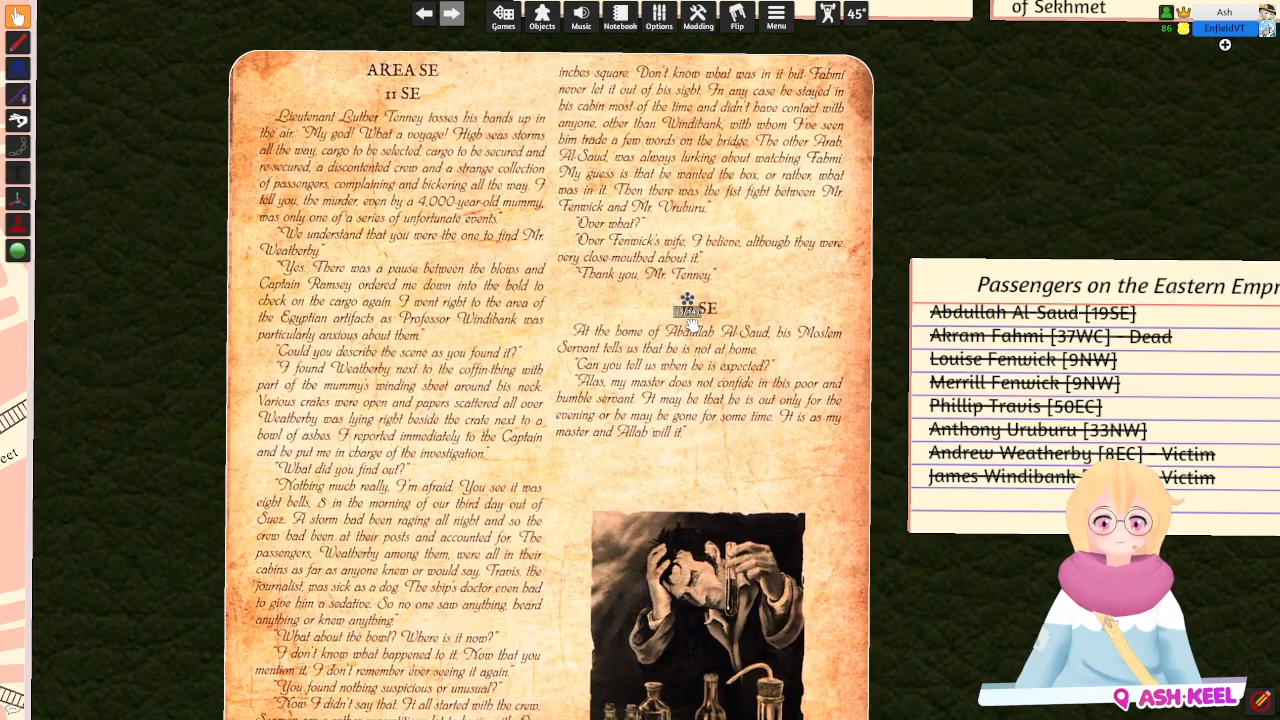 Games
Objects
Music
Notebook
Options
Modding
Flip
Menu
45°
of Sekhmet
Ash
86
EnfieldVT
AREA SE
11 SE
Lieutenant Luther Tenney tosses his hands up in
the air. "My god! What a voyage! High seas storms
all the way, cargo to be selected, cargo to be secured and
re-secured, a discontented crew and a strange collection
of passengers, complaining and bickering all the way. I
tell you, the murder, even by a 4,000-year-old mummy,
was only one of a series of unfortunate events."
"We understand that you were the one to find Mr.
Weatherby."
"Yes. There was a pause between the blows and
Captain Ramsey ordered me down into the hold to
check on the cargo again. I went right to the area of
the Egyptian artifacts as Professor Windibank was
particularly anxious about them."
"Could you describe the scene as you found it?"
"I found Weatherby next to the coffin-thing with
part of the mummy's winding sheet around his neck.
Various crates were open and papers scattered all over.
Weatherby was lying right beside the crate next to a
bowl of ashes. I reported immediately to the Captain
and he put me in charge of the investigation."
"What did you find out?"
"Nothing much really, I'm afraid. You see it was
eight bells, 8 in the morning of our third day out of
Suez. A storm had been raging all night and so the
crew had been at their posts and accounted for. The
passengers, Weatherby among them, were all in their
cabins as far as anyone knew or would say. Travis, the
journalist, was sick as a dog. The ship's doctor even had
to give him a sedative. So no one saw anything, heard
anything or knew anything."
"What about the bowl? Where is it now?"
"I don't know what happened to it. Now that you
mention it, I don't remember ever seeing it again."
"You found nothing suspicious or unusual?"
"Now I didn't say that. It all started with the crew.
inches square. Don't know what was in it but Fahmi
never let it out of his sight. In any case he stayed in
his cabin most of the time and didn't have contact with
anyone, other than Windibank, with whom I've seen
him trade a few words on the bridge. The other Arab,
Al-Saud, was always lurking about watching Fahmi.
My guess is that he wanted the box, or rather, what
was in it. Then there was the fist fight between Mr.
Fenwick and Mr. Uruburu."
"Over what?"
"Over Fenwick's wife, I believe, although they were
very close-mouthed about it."
"Thank you, Mr. Tenney."
SE
At the home of Abdullah Al-Saud, his Moslem
Servant tells us that he is not at home.
"Can you tell us when he is expected?"
"Alas, my master does not confide in this poor and
humble servant. It may be that he is out only for the
evening or he may be gone for some time. It is as my
master and Allah will it."
Passengers on the Eastern Empr
Abdullah Al-Saud [19SE]
Akram Fahmi [37WC] - Dead
Louise Fenwick [9NW]
Merrill Fenwick [9NW]
Phillip Travis [50EC]
Anthony Uruburu [33NW]
Andrew Weatherby [8EC] - Victim
James Windibank Victim
eet
ASH·KEEL